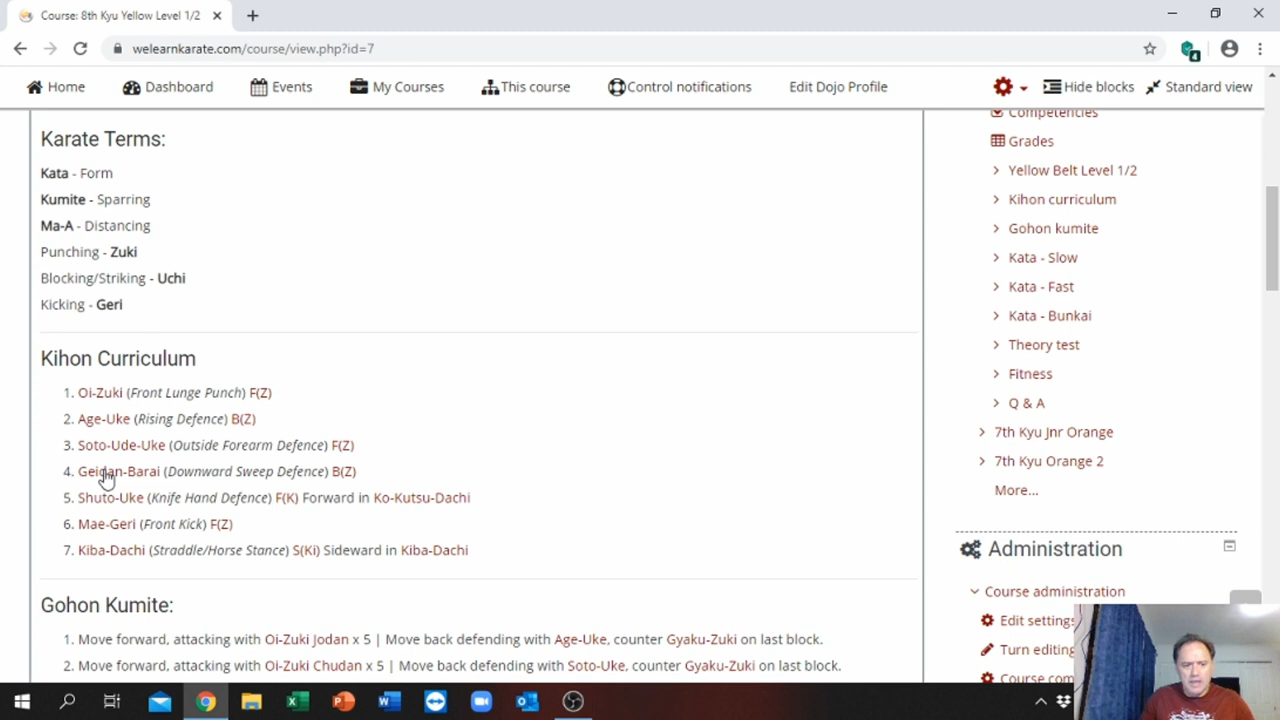 Course: 8th Kyu Yellow Level 1/2
welearnkarate.com/course/view.php?id=7
4
Home Dashboard Events My Courses This course Control notifications Edit Dojo Profile Hide blocks Standard view
Karate Terms:
Kata - Form
Kumite - Sparring
Ma-A - Distancing
Punching - Zuki
Blocking/Striking - Uchi
Kicking - Geri
Kihon Curriculum
1. Oi-Zuki (Front Lunge Punch) F(Z)
2. Age-Uke (Rising Defence) B(Z)
3. Soto-Ude-Uke (Outside Forearm Defence) F(Z)
4. Geidan-Barai (Downward Sweep Defence) B(Z)
5. Shuto-Uke (Knife Hand Defence) F(K) Forward in Ko-Kutsu-Dachi
6. Mae-Geri (Front Kick) F(Z)
7. Kiba-Dachi (Straddle/Horse Stance) S(Ki) Sideward in Kiba-Dachi
Gohon Kumite:
1. Move forward, attacking with Oi-Zuki Jodan x 5 | Move back defending with Age-Uke, counter Gyaku-Zuki on last block.
2. Move forward, attacking with Oi-Zuki Chudan x 5 | Move back defending with Soto-Uke, counter Gyaku-Zuki on last block.
Competencies
Grades
Yellow Belt Level 1/2
Kihon curriculum
Gohon kumite
Kata - Slow
Kata - Fast
Kata - Bunkai
Theory test
Fitness
Q & A
7th Kyu Jnr Orange
7th Kyu Orange 2
More...
Administration
Course administration
Edit settings
Turn editing
Course com